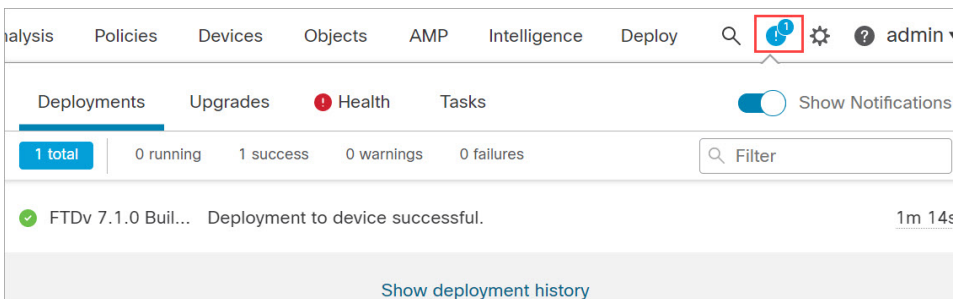 nalysis Policies Devices Objects AMP Intelligence Deploy 1 admin
Deployments Upgrades Health Tasks Show Notifications
1 total 0 running 1 success 0 warnings 0 failures Filter
FTDv 7.1.0 Buil... Deployment to device successful. 1m 14s
Show deployment history